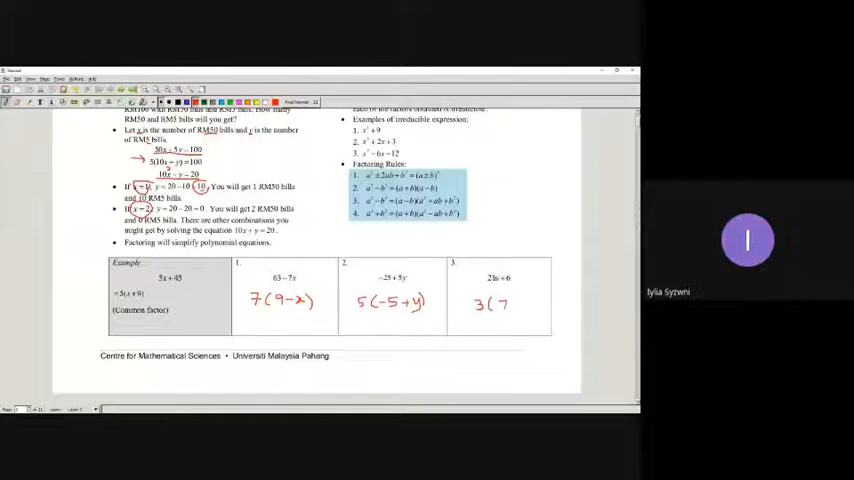 RM50 and RM5 bills will you get?
• Let x is the number of RM50 bills and y is the number
of RM5 bills.
50x + 5y = 100
5(10x + y) = 100
10x + y = 20
• If x = 1, y = 20 - 10 = 10. You will get 1 RM50 bills
and 10 RM5 bills.
• If x = 2, y = 20 - 20 = 0. You will get 2 RM50 bills
and 0 RM5 bills. There are other combinations you
might get by solving the equation 10x + y = 20.
• Factoring will simplify polynomial equations.
• Examples of irreducible expression:
1. x² + 9
2. x² + 2x + 3
3. x² - 6x - 12
• Factoring Rules:
1. a² ± 2ab + b² = (a ± b)²
2. a² - b² = (a + b)(a - b)
3. a³ - b³ = (a - b)(a² + ab + b²)
4. a³ + b³ = (a + b)(a² - ab + b²)
Example
5x + 45
= 5(x + 9)
(Common factor)
1.
63 - 7x
7(9-x)
2.
-25 + 5y
5(-5+y)
3.
3(7
Centre for Mathematical Sciences • Universiti Malaysia Pahang
I
Iylia Syzwni